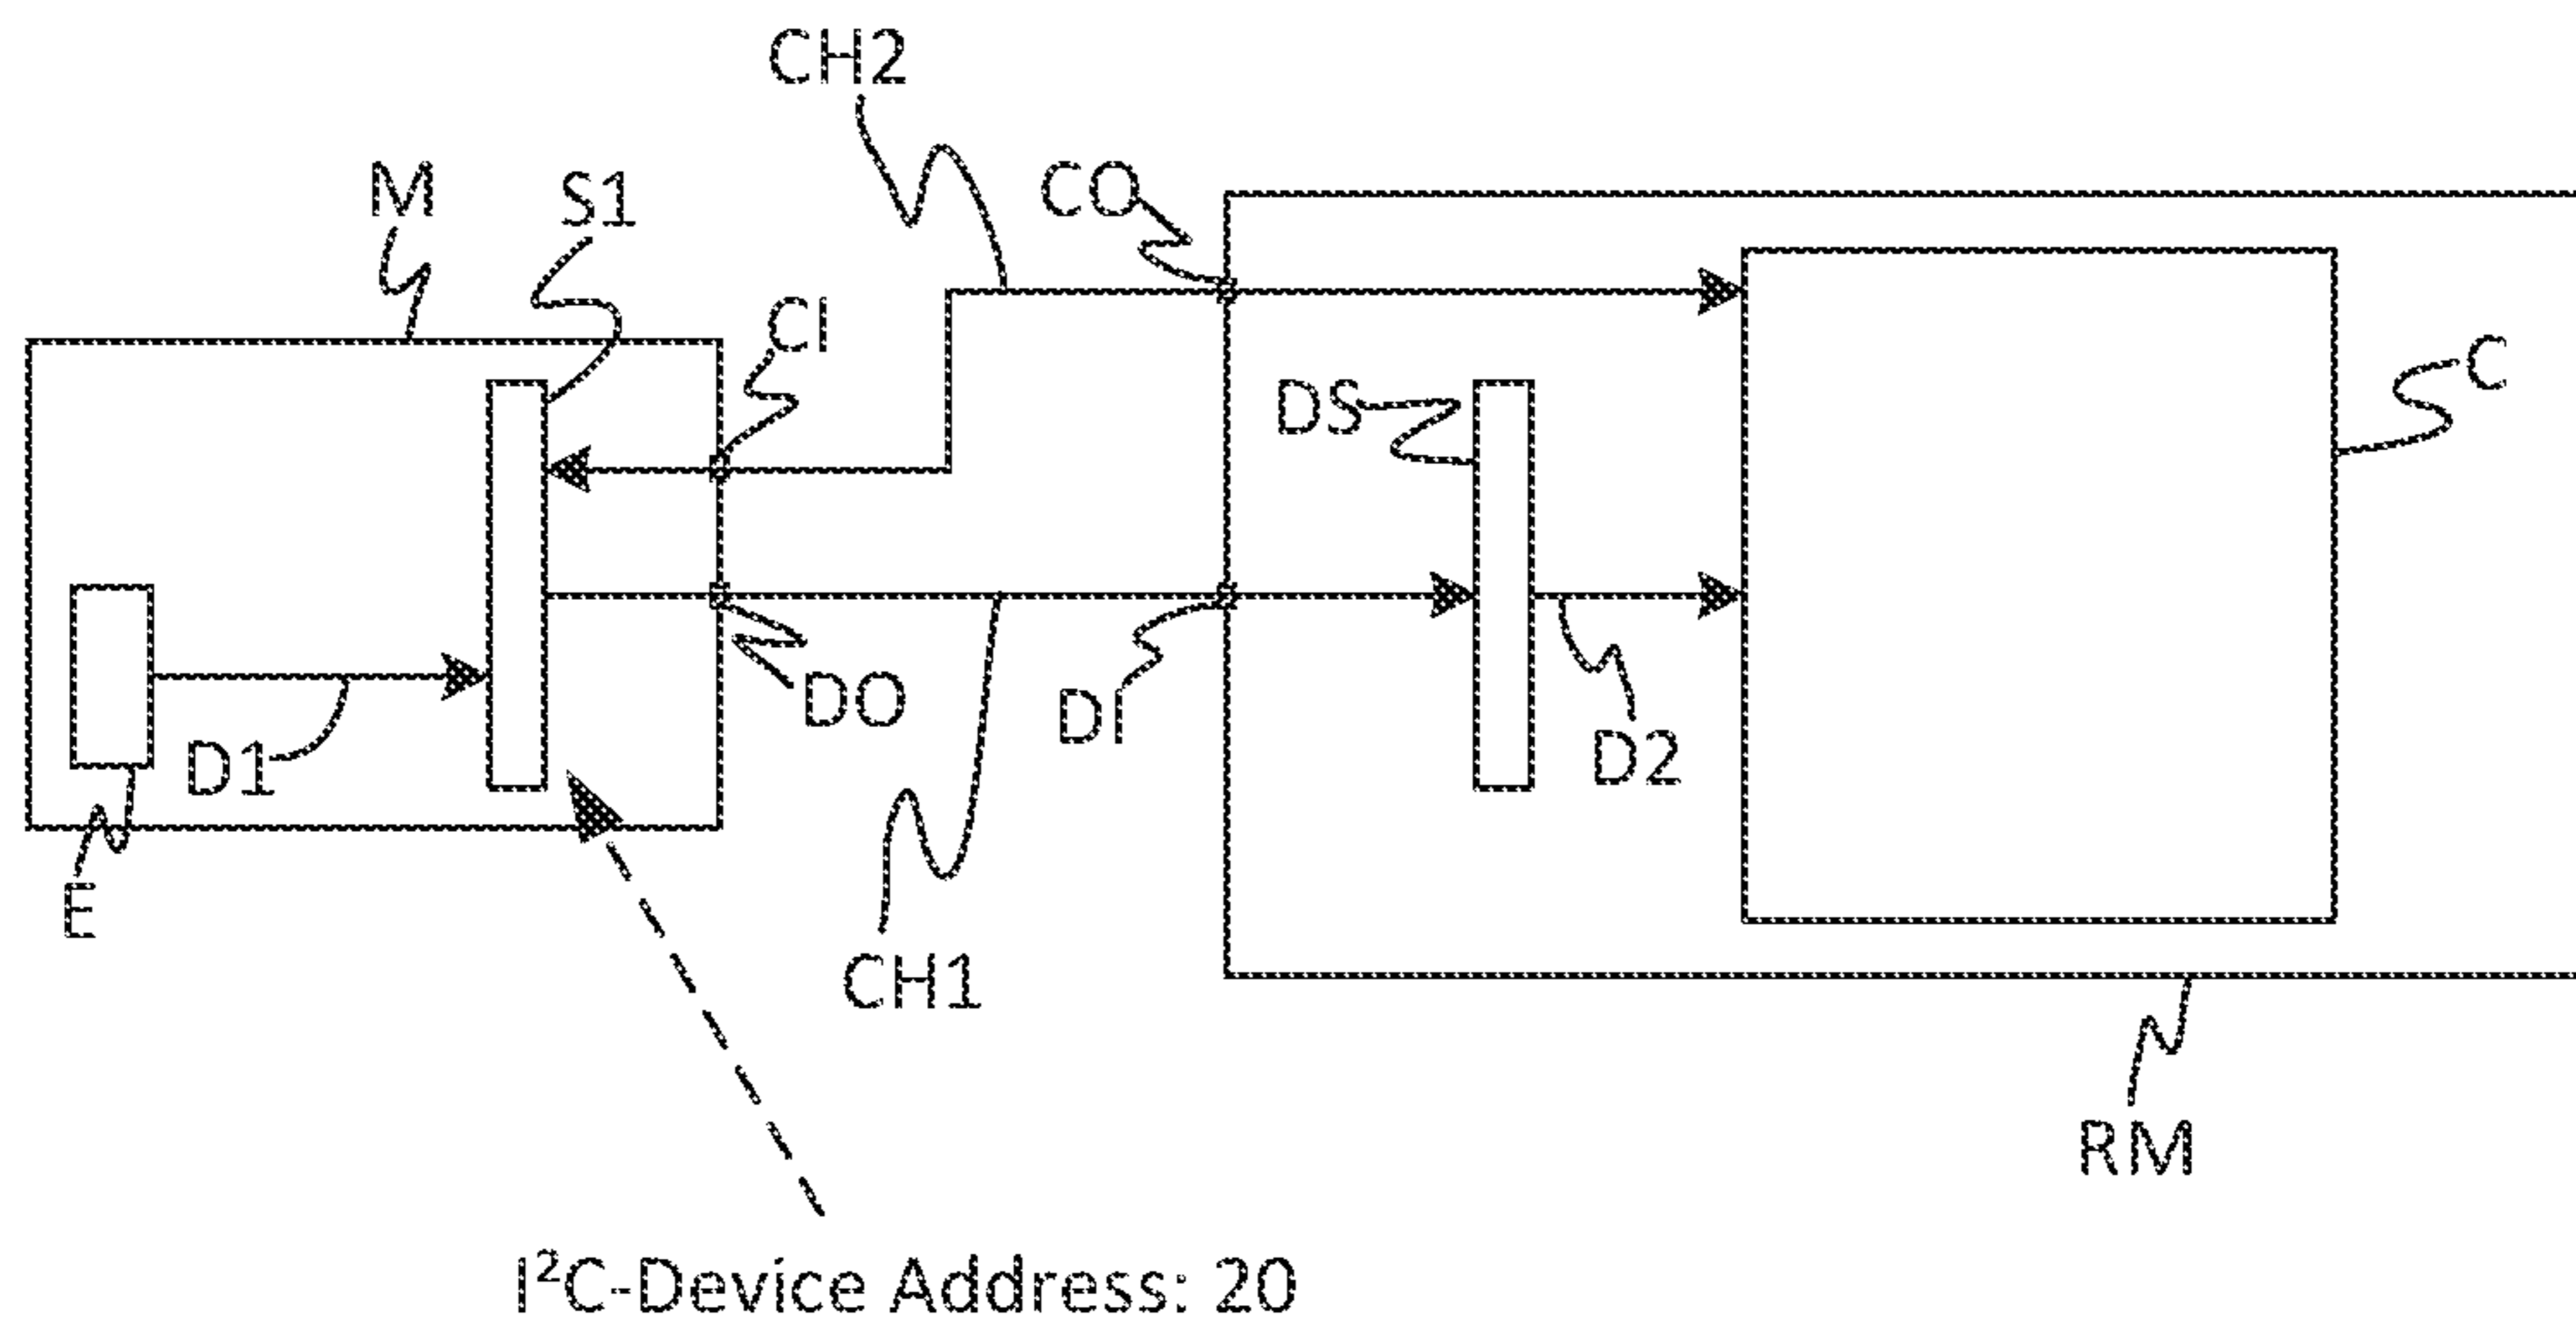 CH2
M
S1
CO
CI
C
DS
DO
DI
D1
D2
E
CH1
RM
I²C-Device Address: 20